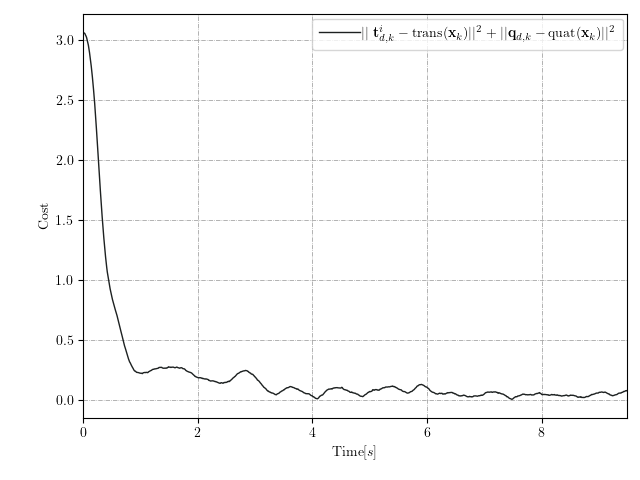 || t^i_{d,k} − trans(x_k)||² + ||q_{d,k} − quat(x_k)||²
3.0
2.5
2.0
1.5
1.0
0.5
0.0
Cost
0 2 4 6 8
Time[s]